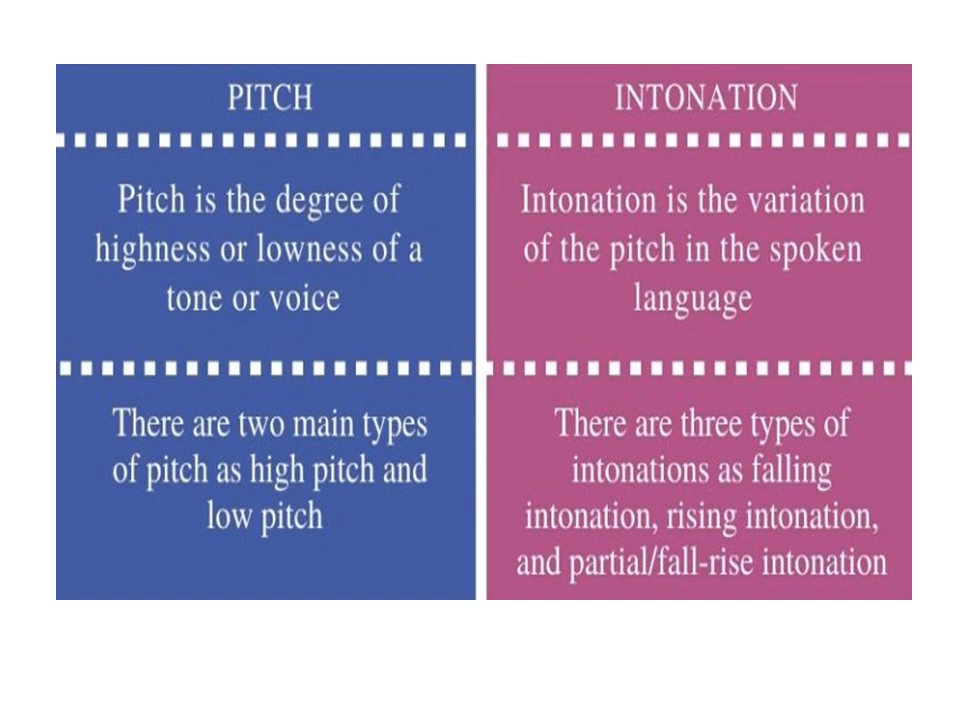 PITCH
Pitch is the degree of
highness or lowness of a
tone or voice
There are two main types
of pitch as high pitch and
low pitch
INTONATION
Intonation is the variation
of the pitch in the spoken
language
There are three types of
intonations as falling
intonation, rising intonation,
and partial/fall-rise intonation